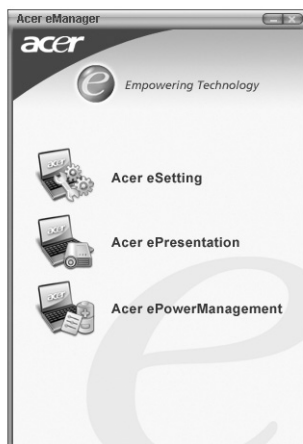 Acer eManager
acer
e Empowering Technology
Acer eSetting
Acer ePresentation
Acer ePowerManagement